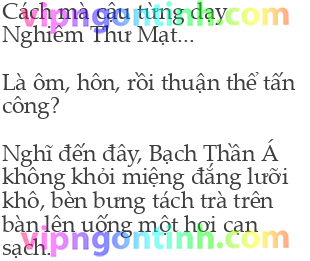 Cách mà cậu từng dạy
Nghiêm Thư Mạt...
Là ôm, hôn, rồi thuận thể tấn
công?
Nghĩ đến đây, Bạch Thần Á
không khỏi miệng đắng lưỡi
khô, bèn bưng tách trà trên
bàn lên uống một hơi cạn
sạch.
vipngontinh.com
vipngontinh.com